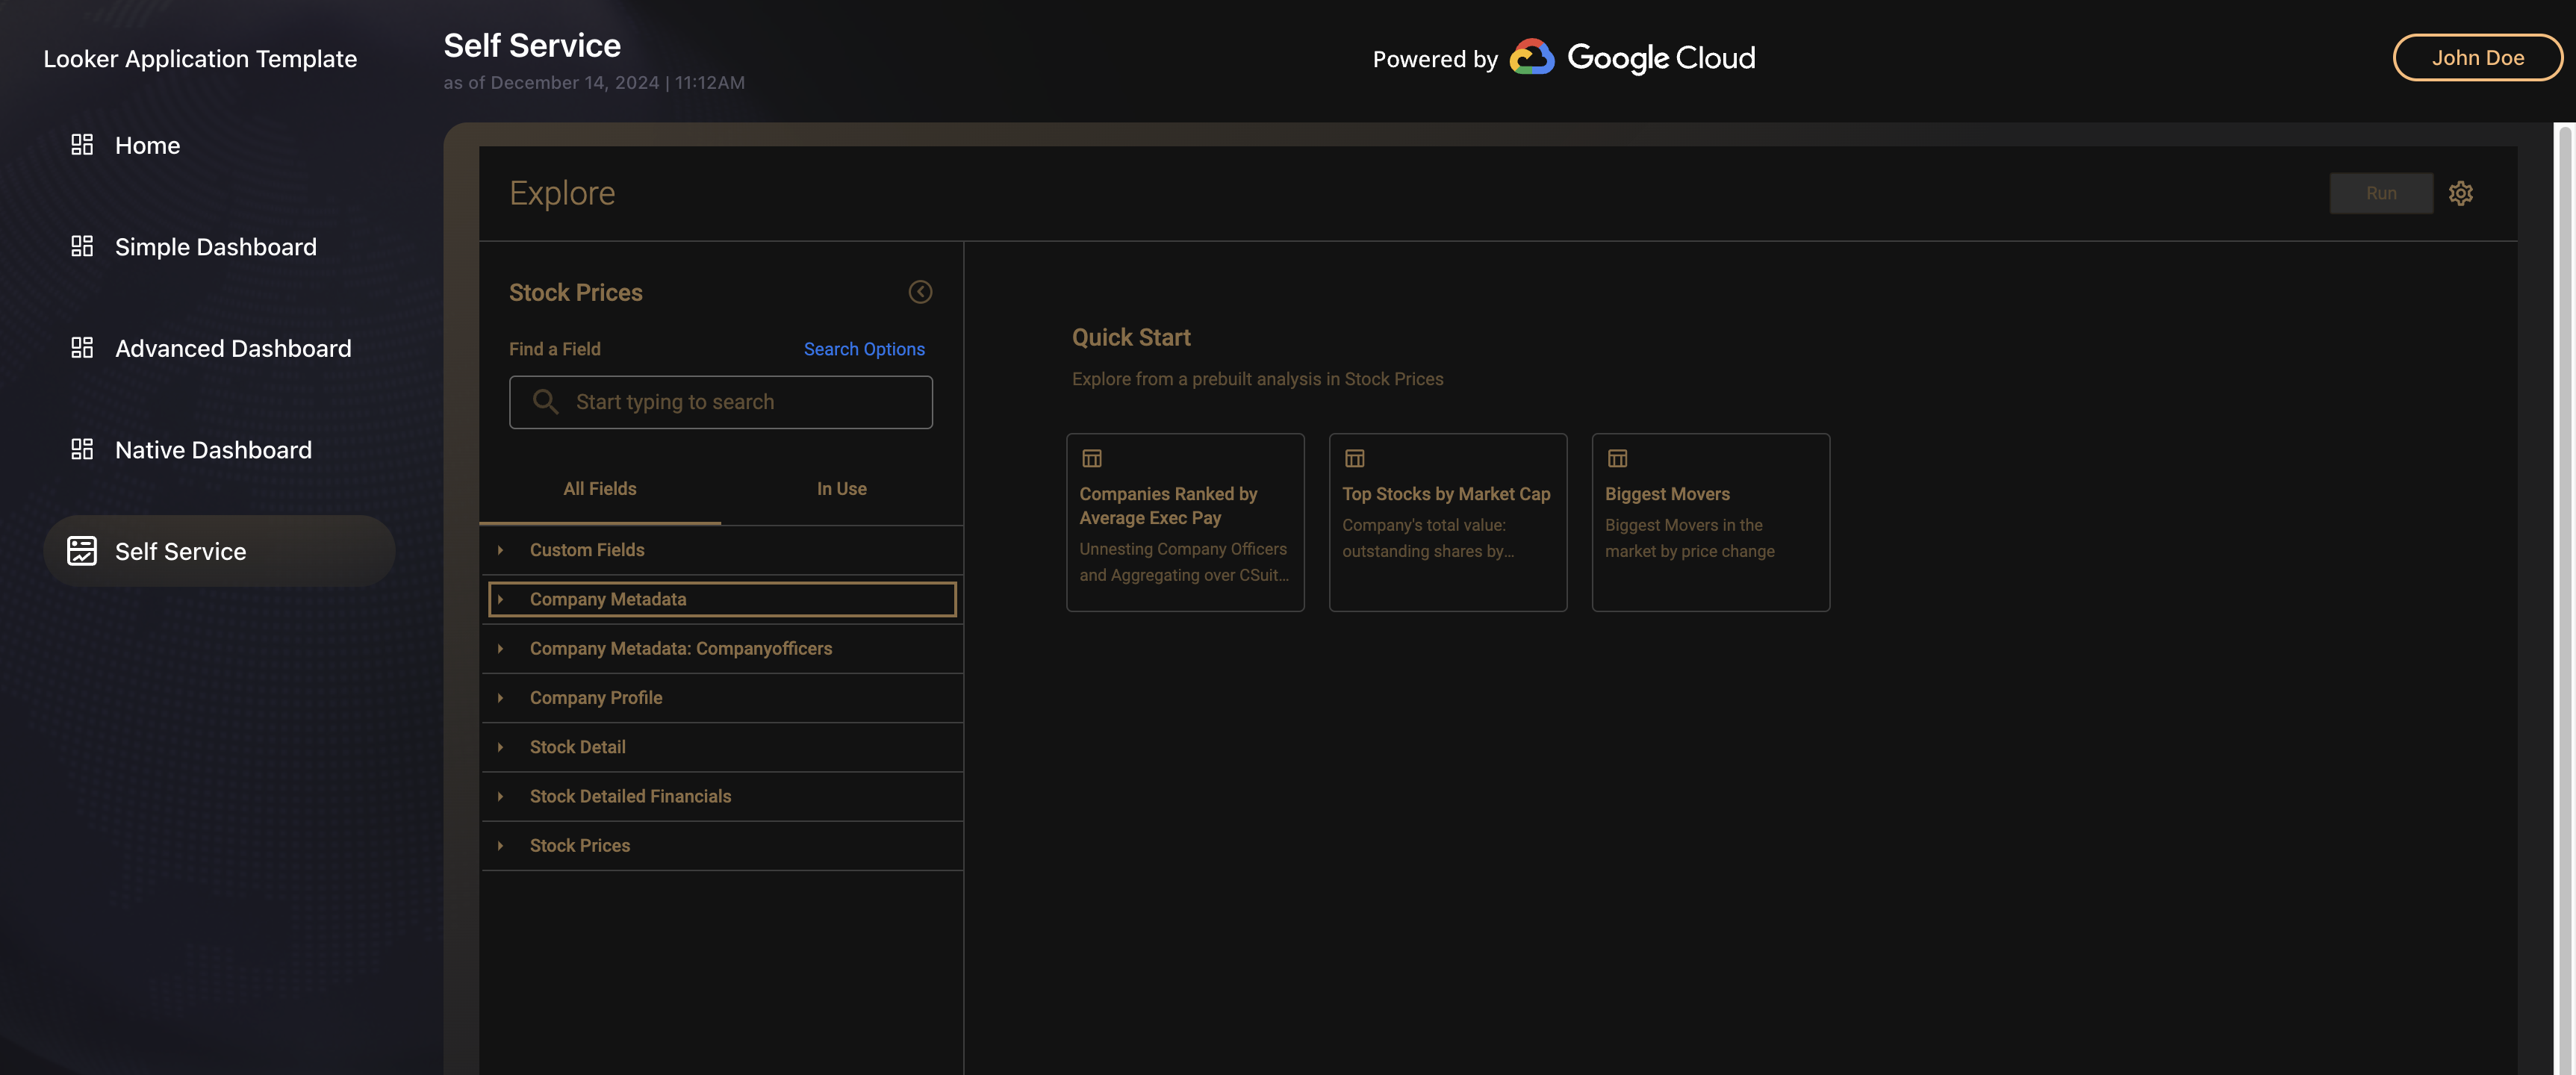 Looker Application Template
Self Service
as of December 14, 2024 | 11:12AM
Powered by Google Cloud
John Doe
Home
Simple Dashboard
Advanced Dashboard
Native Dashboard
Self Service
Explore
Run
Stock Prices
Find a Field
Search Options
Start typing to search
All Fields
In Use
Custom Fields
Company Metadata
Company Metadata: Companyofficers
Company Profile
Stock Detail
Stock Detailed Financials
Stock Prices
Quick Start
Explore from a prebuilt analysis in Stock Prices
Companies Ranked by
Average Exec Pay
Unnesting Company Officers
and Aggregating over CSuit...
Top Stocks by Market Cap
Company's total value:
outstanding shares by...
Biggest Movers
Biggest Movers in the
market by price change